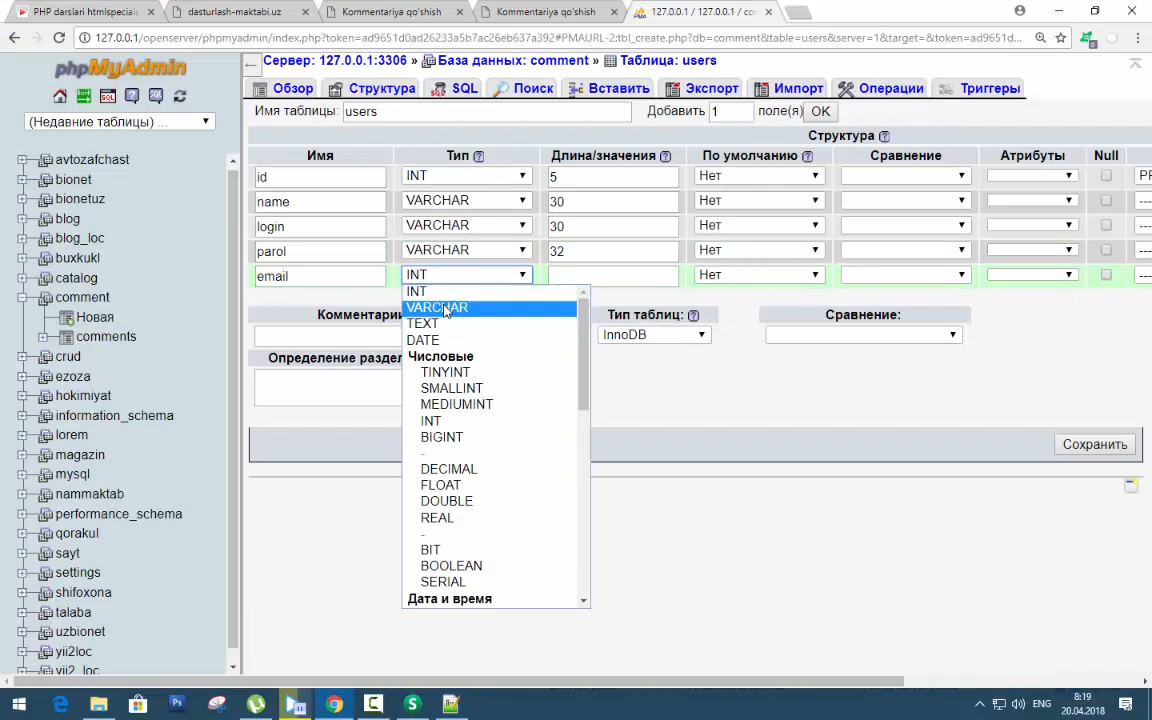 PHP darslari htmlspecialc
dasturlash-maktabi.uz
Kommentariya qo'shish
Kommentariya qo'shish
127.0.0.1 / 127.0.0.1 / co
127.0.0.1/openserver/phpmyadmin/index.php?token=ad9651d0ad26233a5b7ac26eb637a392#PMAURL-2:tbl_create.php?db=comment&table=users&server=1&target=&token=ad9651d...
phpMyAdmin
(Недавние таблицы) ...
avtozafchast
bionet
bionetuz
blog
blog_loc
buxkukl
catalog
comment
Новая
comments
crud
ezoza
hokimiyat
information_schema
lorem
magazin
mysql
nammaktab
performance_schema
qorakul
sayt
settings
shifoxona
talaba
uzbionet
yii2loc
yii2_loc
Сервер: 127.0.0.1:3306 » База данных: comment » Таблица: users
Обзор Структура SQL Поиск Вставить Экспорт Импорт Операции Триггеры
Имя таблицы: users Добавить 1 поле(я) OK
Структура
Имя Тип Длина/значения По умолчанию Сравнение Атрибуты Null
id INT 5 Нет PR
name VARCHAR 30 Нет ---
login VARCHAR 30 Нет ---
parol VARCHAR 32 Нет ---
email INT Нет ---
INT
VARCHAR
TEXT
DATE
Числовые
TINYINT
SMALLINT
MEDIUMINT
INT
BIGINT
-
DECIMAL
FLOAT
DOUBLE
REAL
-
BIT
BOOLEAN
SERIAL
Дата и время
Комментари Тип таблиц: Сравнение:
InnoDB
Определение раздел
Сохранить
ENG
8:19
20.04.2018